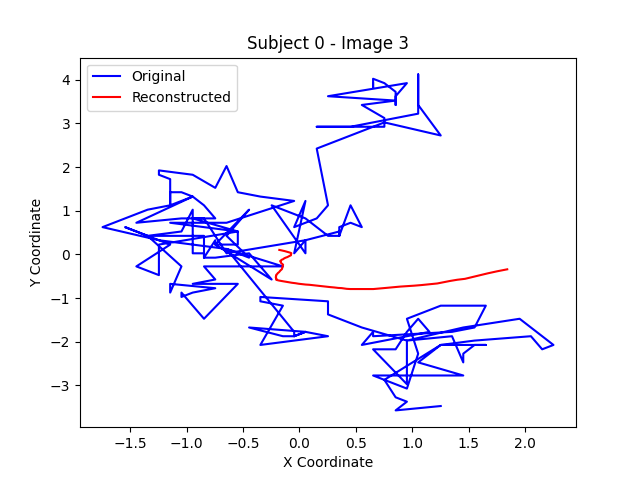 Subject 0 - Image 3
Original
Reconstructed
Y Coordinate
4
3
2
1
0
−1
−2
−3
−1.5 −1.0 −0.5 0.0 0.5 1.0 1.5 2.0
X Coordinate